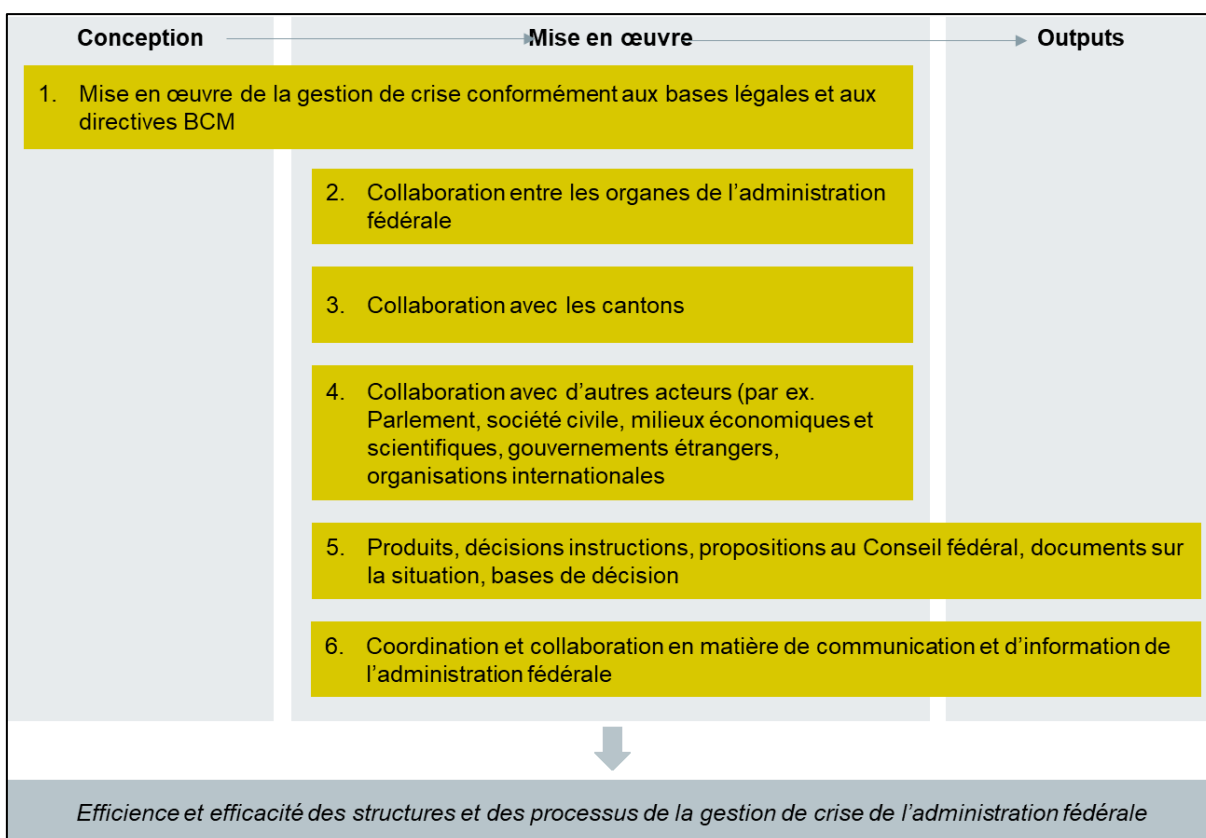 Conception Mise en œuvre Outputs
1. Mise en œuvre de la gestion de crise conformément aux bases légales et aux
directives BCM
2. Collaboration entre les organes de l’administration
fédérale
3. Collaboration avec les cantons
4. Collaboration avec d’autres acteurs (par ex.
Parlement, société civile, milieux économiques et
scientifiques, gouvernements étrangers,
organisations internationales
5. Produits, décisions instructions, propositions au Conseil fédéral, documents sur
la situation, bases de décision
6. Coordination et collaboration en matière de communication et d’information de
l’administration fédérale
Efficience et efficacité des structures et des processus de la gestion de crise de l’administration fédérale